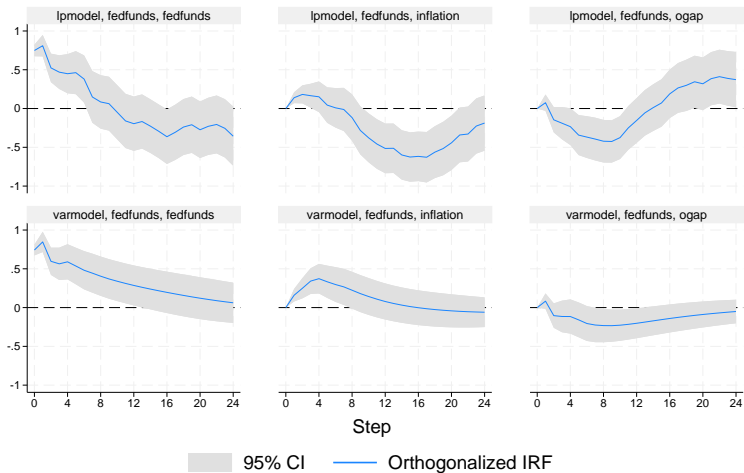 lpmodel, fedfunds, fedfunds
lpmodel, fedfunds, inflation
lpmodel, fedfunds, ogap
1
.5
0
-.5
-1
varmodel, fedfunds, fedfunds
varmodel, fedfunds, inflation
varmodel, fedfunds, ogap
1
.5
0
-.5
-1
0 4 8 12 16 20 24
0 4 8 12 16 20 24
0 4 8 12 16 20 24
Step
95% CI
Orthogonalized IRF